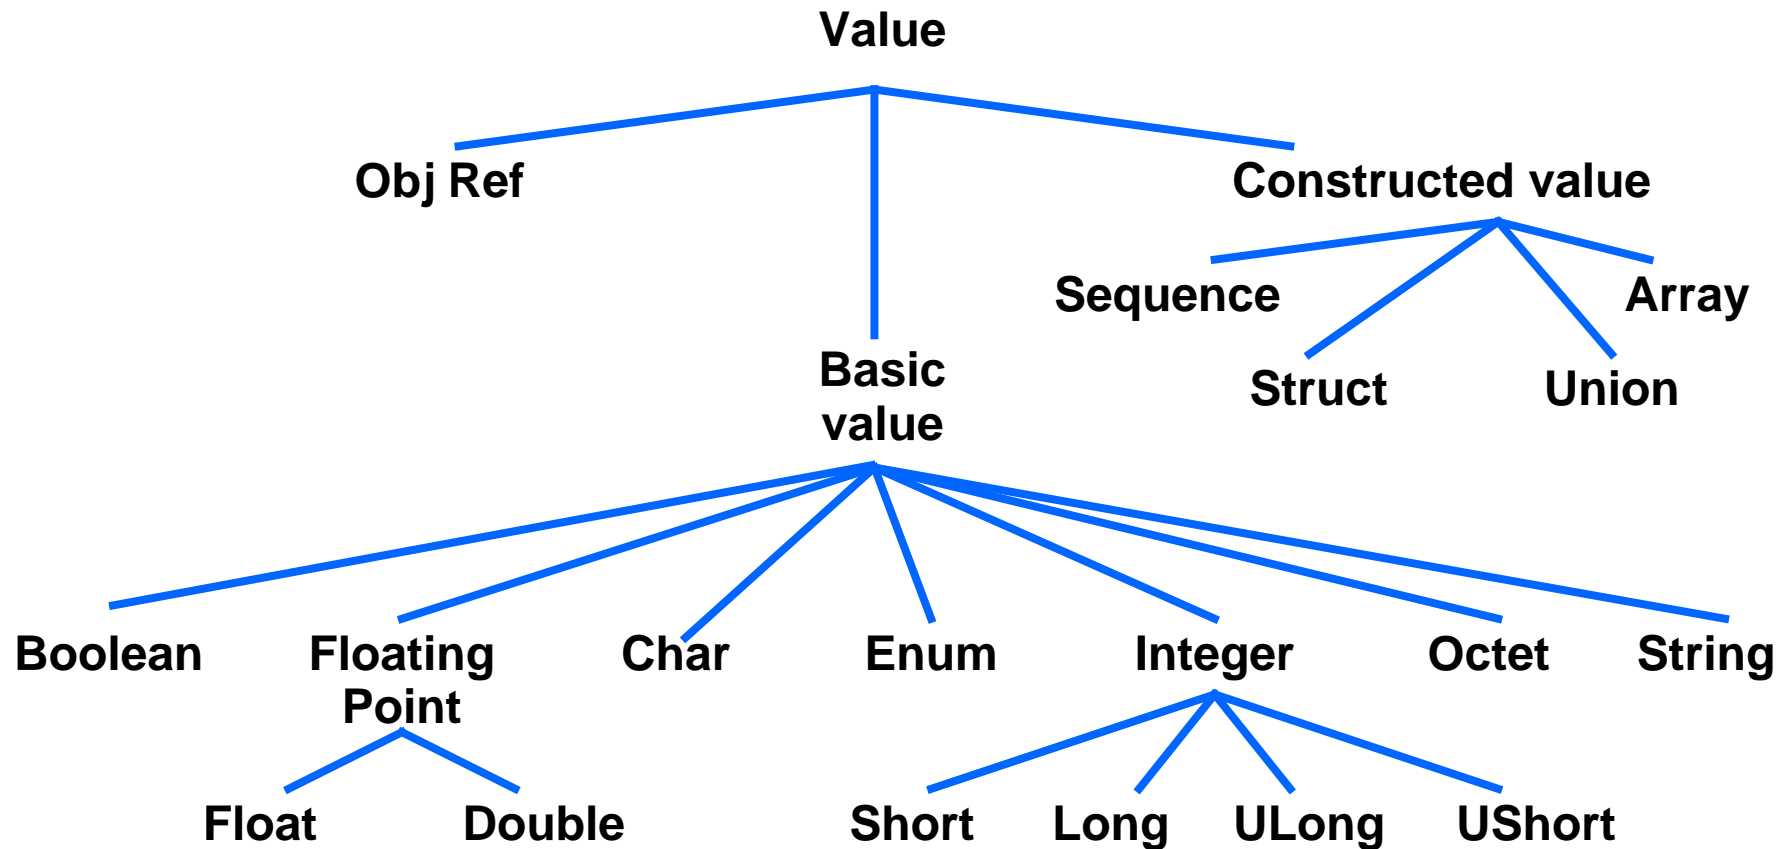 Value
Obj Ref
Constructed value
Sequence
Array
Struct
Union
Basic
value
Boolean
Floating
Point
Char
Enum
Integer
Octet
String
Float
Double
Short
Long
ULong
UShort